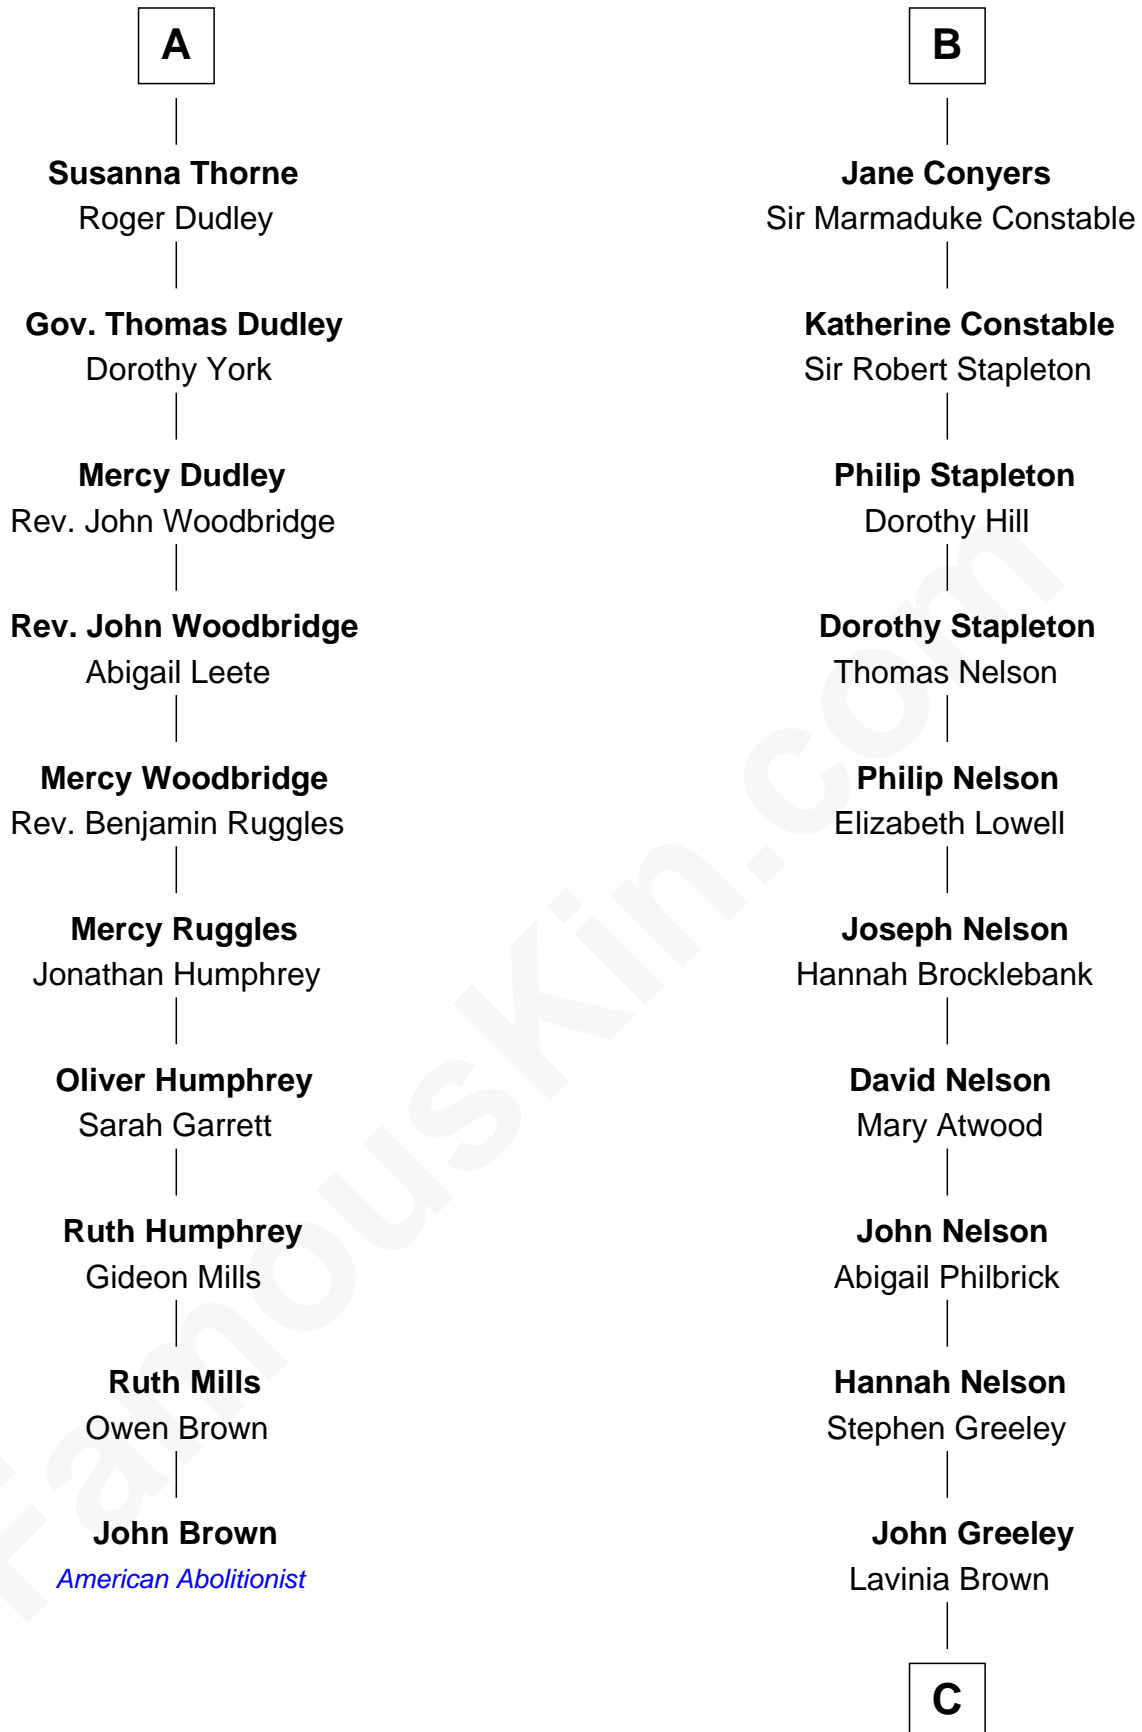 A
Susanna Thorne
Roger Dudley
Gov. Thomas Dudley
Dorothy York
Mercy Dudley
Rev. John Woodbridge
Rev. John Woodbridge
Abigail Leete
Mercy Woodbridge
Rev. Benjamin Ruggles
Mercy Ruggles
Jonathan Humphrey
Oliver Humphrey
Sarah Garrett
Ruth Humphrey
Gideon Mills
Ruth Mills
Owen Brown
John Brown
American Abolitionist
B
Jane Conyers
Sir Marmaduke Constable
Katherine Constable
Sir Robert Stapleton
Philip Stapleton
Dorothy Hill
Dorothy Stapleton
Thomas Nelson
Philip Nelson
Elizabeth Lowell
Joseph Nelson
Hannah Brocklebank
David Nelson
Mary Atwood
John Nelson
Abigail Philbrick
Hannah Nelson
Stephen Greeley
John Greeley
Lavinia Brown
C
FamousKin.com